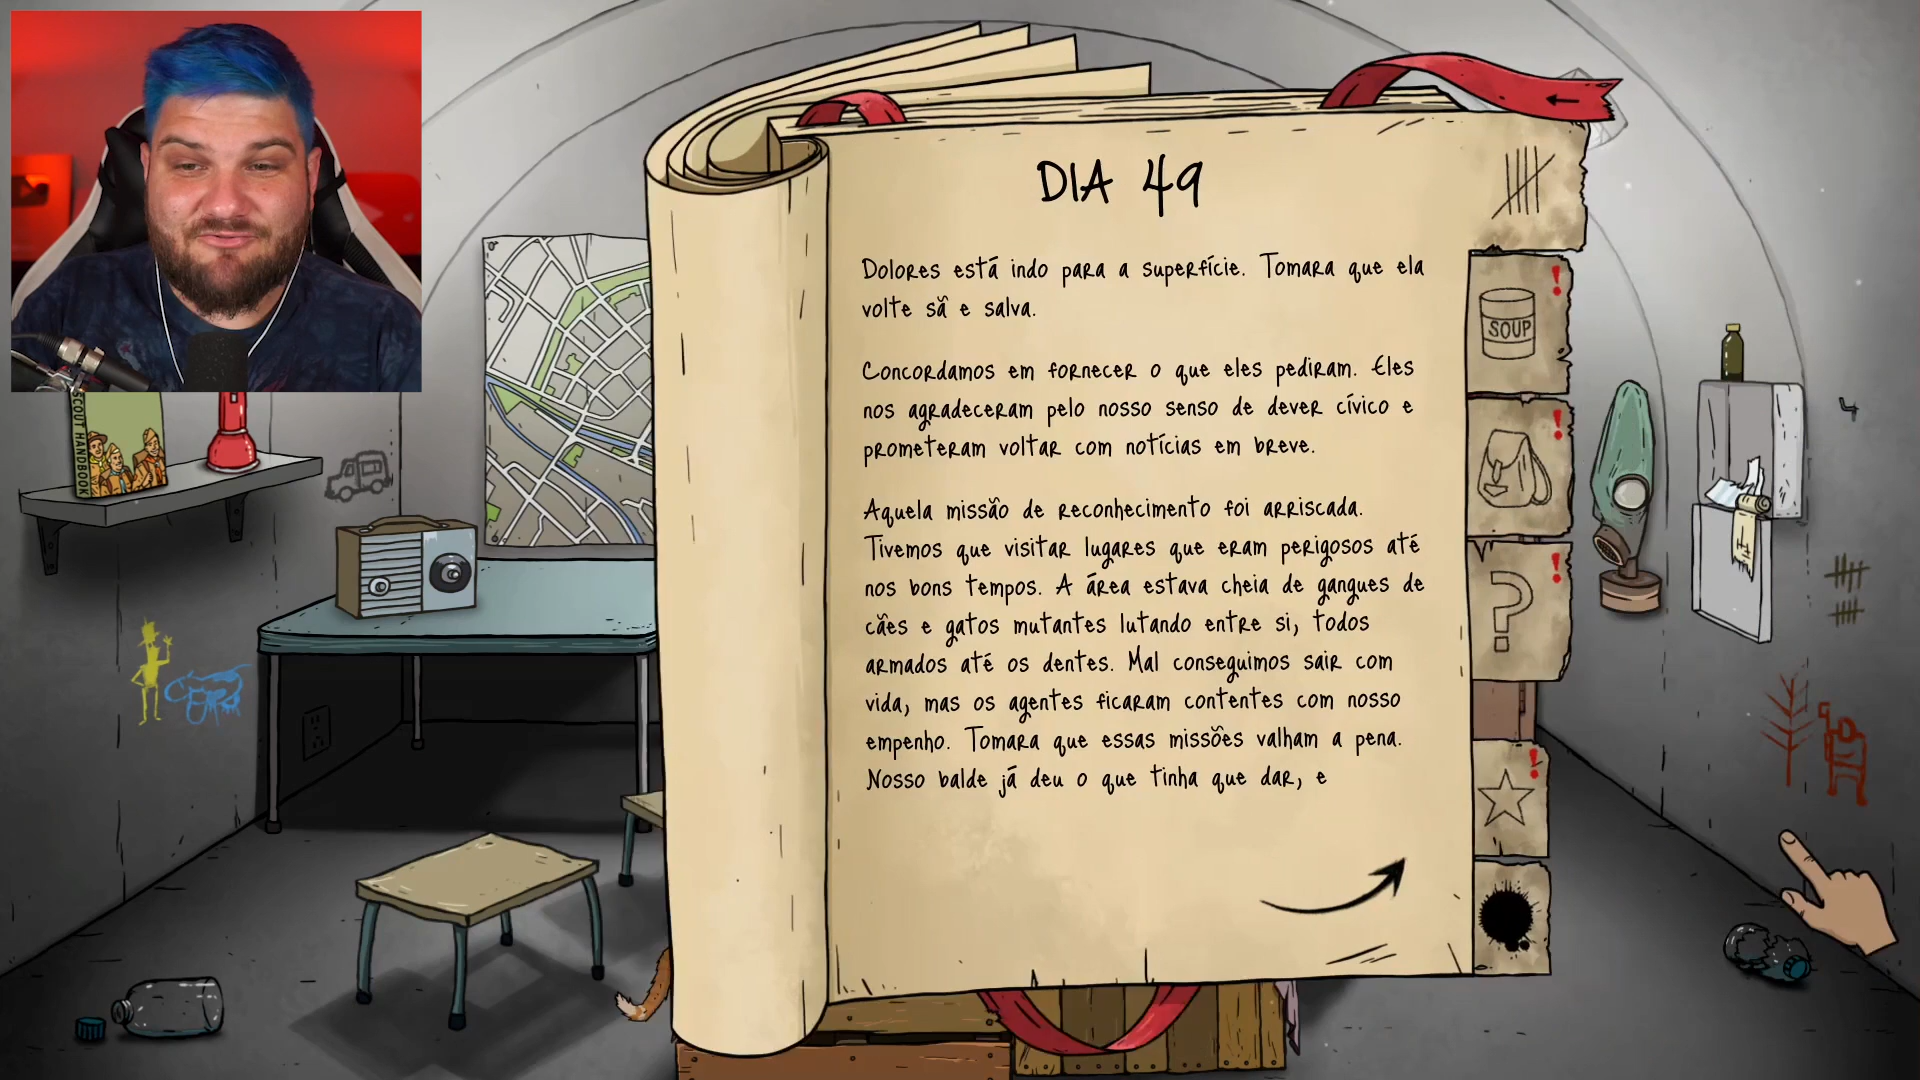 DIA 49
Dolores está indo para a superfície. Tomara que ela
volte sã e salva.
Concordamos em fornecer o que eles pediram. Eles
nos agradeceram pelo nosso senso de dever cívico e
prometeram voltar com notícias em breve.
Aquela missão de reconhecimento foi arriscada.
Tivemos que visitar lugares que eram perigosos até
nos bons tempos. A área estava cheia de gangues de
cães e gatos mutantes lutando entre si, todos
armados até os dentes. Mal conseguimos sair com
vida, mas os agentes ficaram contentes com nosso
empenho. Tomara que essas missões valham a pena.
Nosso balde já deu o que tinha que dar, e
!
SOUP
!
!
?
!
SCOUT HANDBOOK